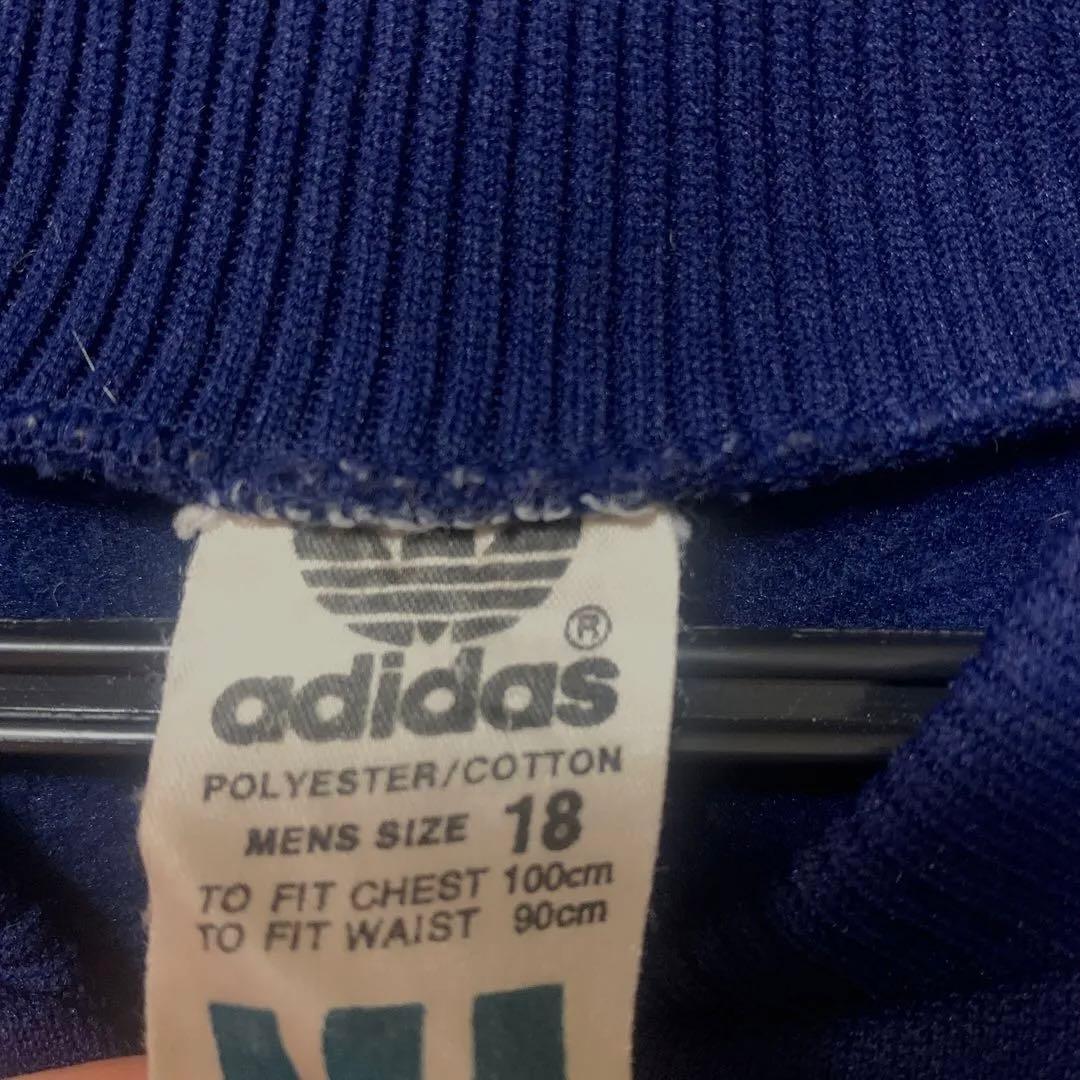 ®
adidas
POLYESTER/COTTON
MENS SIZE 18
TO FIT CHEST 100cm
TO FIT WAIST 90cm